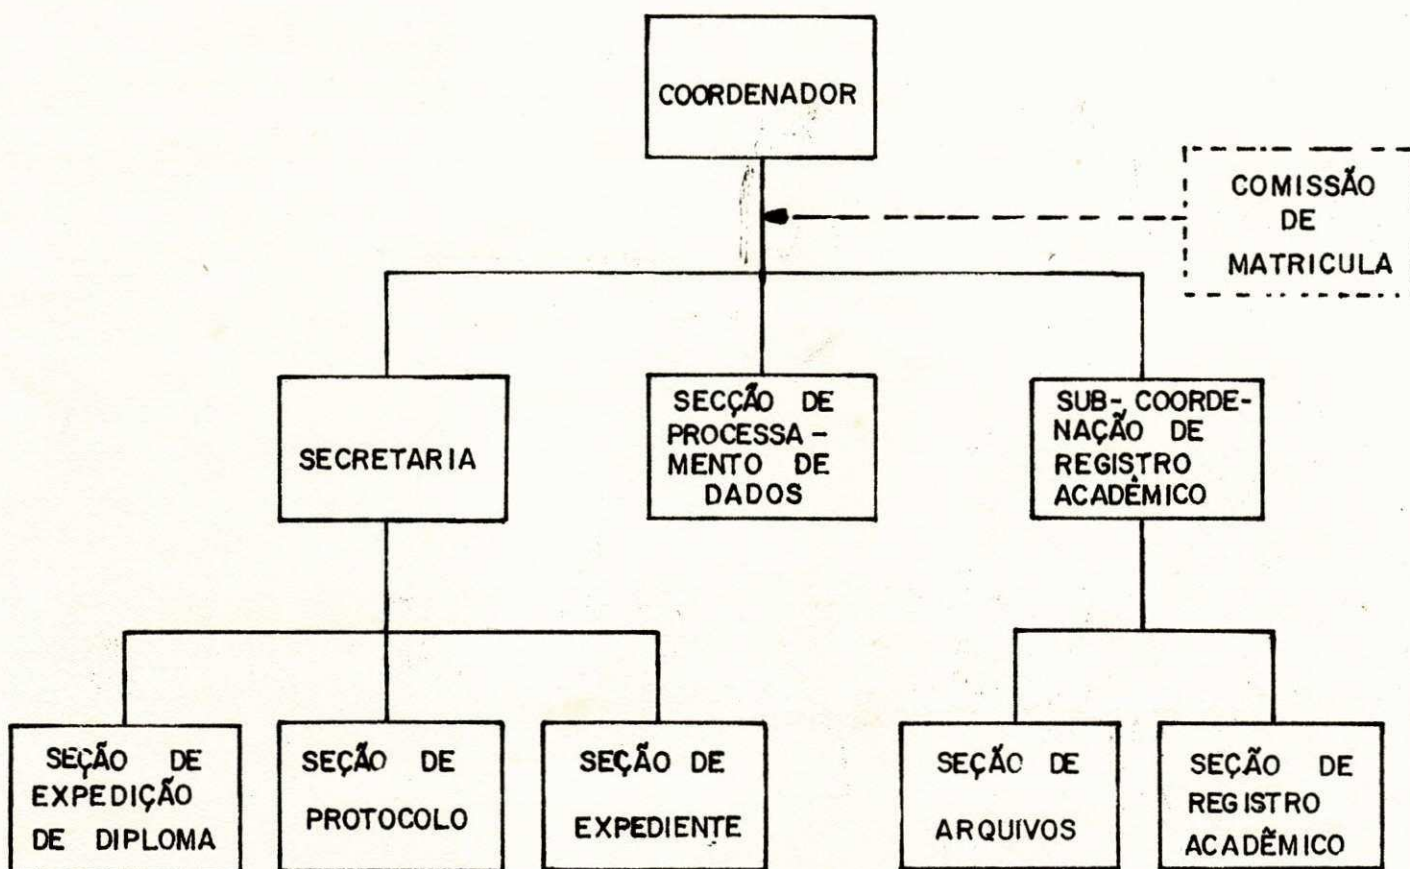 COORDENADOR
COMISSÃO
DE
MATRICULA
SECRETARIA
SECÇÃO DE
PROCESSA-
MENTO DE
DADOS
SUB-COORDE-
NAÇÃO DE
REGISTRO
ACADÊMICO
SEÇÃO DE
EXPEDIÇÃO
DE DIPLOMA
SEÇÃO DE
PROTOCOLO
SEÇÃO DE
EXPEDIENTE
SEÇÃO DE
ARQUIVOS
SEÇÃO DE
REGISTRO
ACADÊMICO